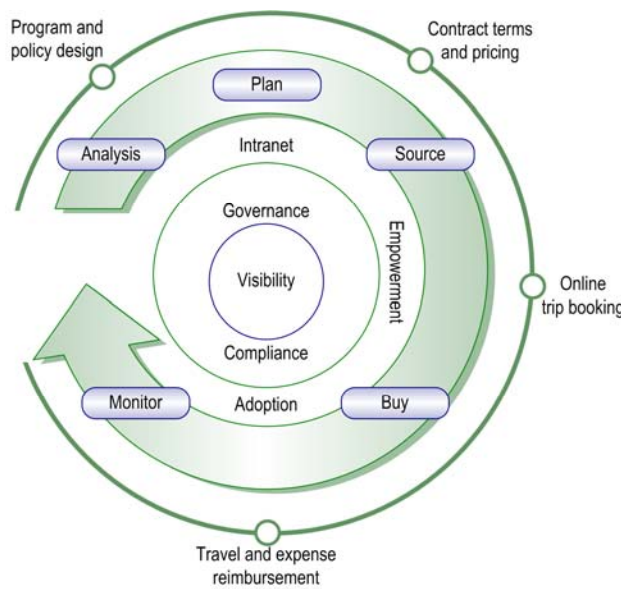 Program and
policy design
Contract terms
and pricing
Plan
Analysis
Intranet
Source
Governance
Empowerment
Visibility
Online
trip booking
Compliance
Monitor
Adoption
Buy
Travel and expense
reimbursement